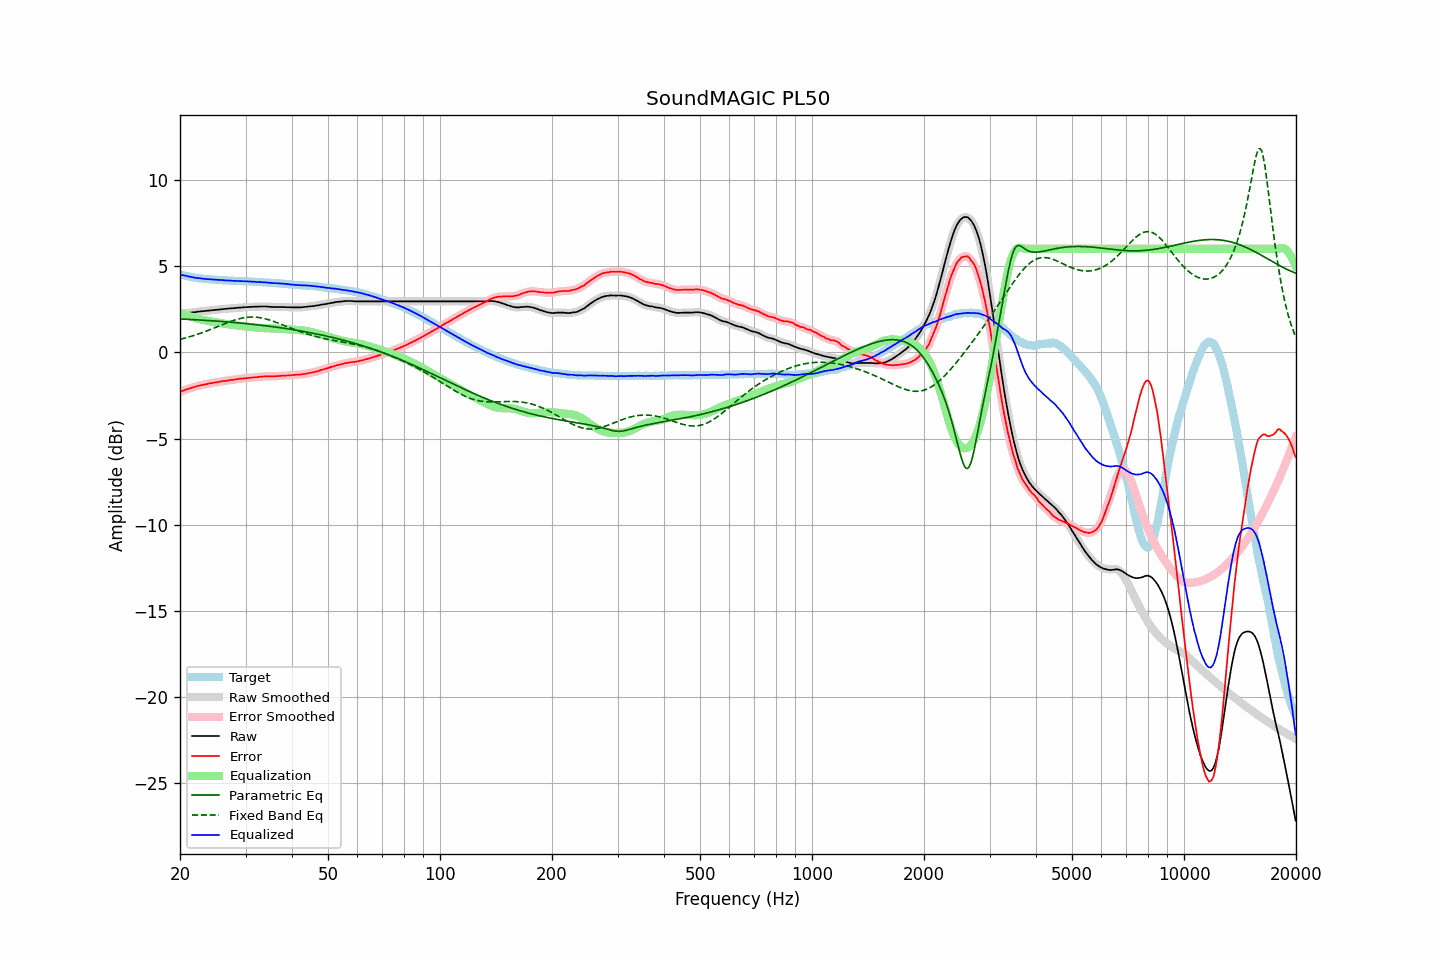 SoundMAGIC PL50
Amplitude (dBr)
10
5
0
−5
−10
−15
−20
−25
Target
Raw Smoothed
Error Smoothed
Raw
Error
Equalization
Parametric Eq
Fixed Band Eq
Equalized
20 50 100 200 500 1000 2000 5000 10000 20000
Frequency (Hz)